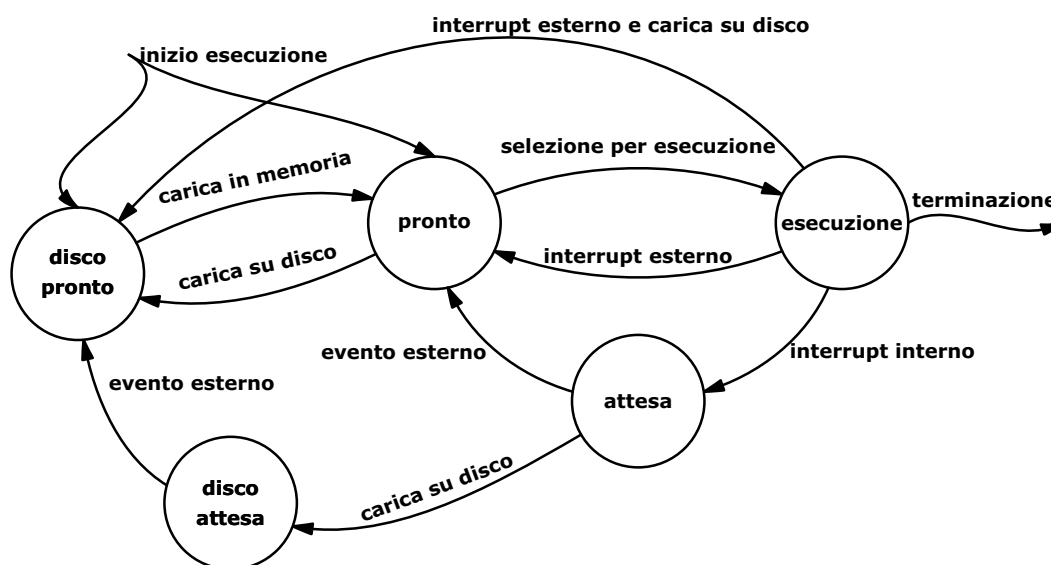 interrupt esterno e carica su disco
inizio esecuzione
selezione per esecuzione
carica in memoria
terminazione
pronto
esecuzione
disco
pronto
carica su disco
interrupt esterno
evento esterno
interrupt interno
evento esterno
attesa
carica su disco
disco
attesa